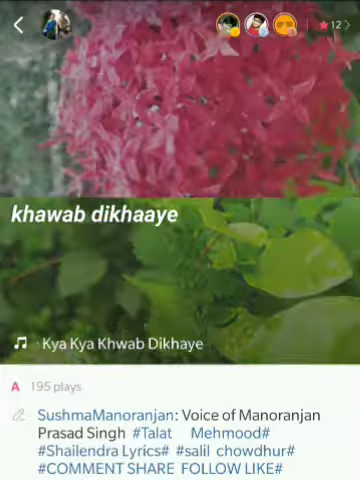 12
khawab dikhaaye
Kya Kya Khwab Dikhaye
A 195 plays
SushmaManoranjan: Voice of Manoranjan
Prasad Singh #Talat Mehmood#
#Shailendra Lyrics# #salil chowdhur#
#COMMENT SHARE FOLLOW LIKE#